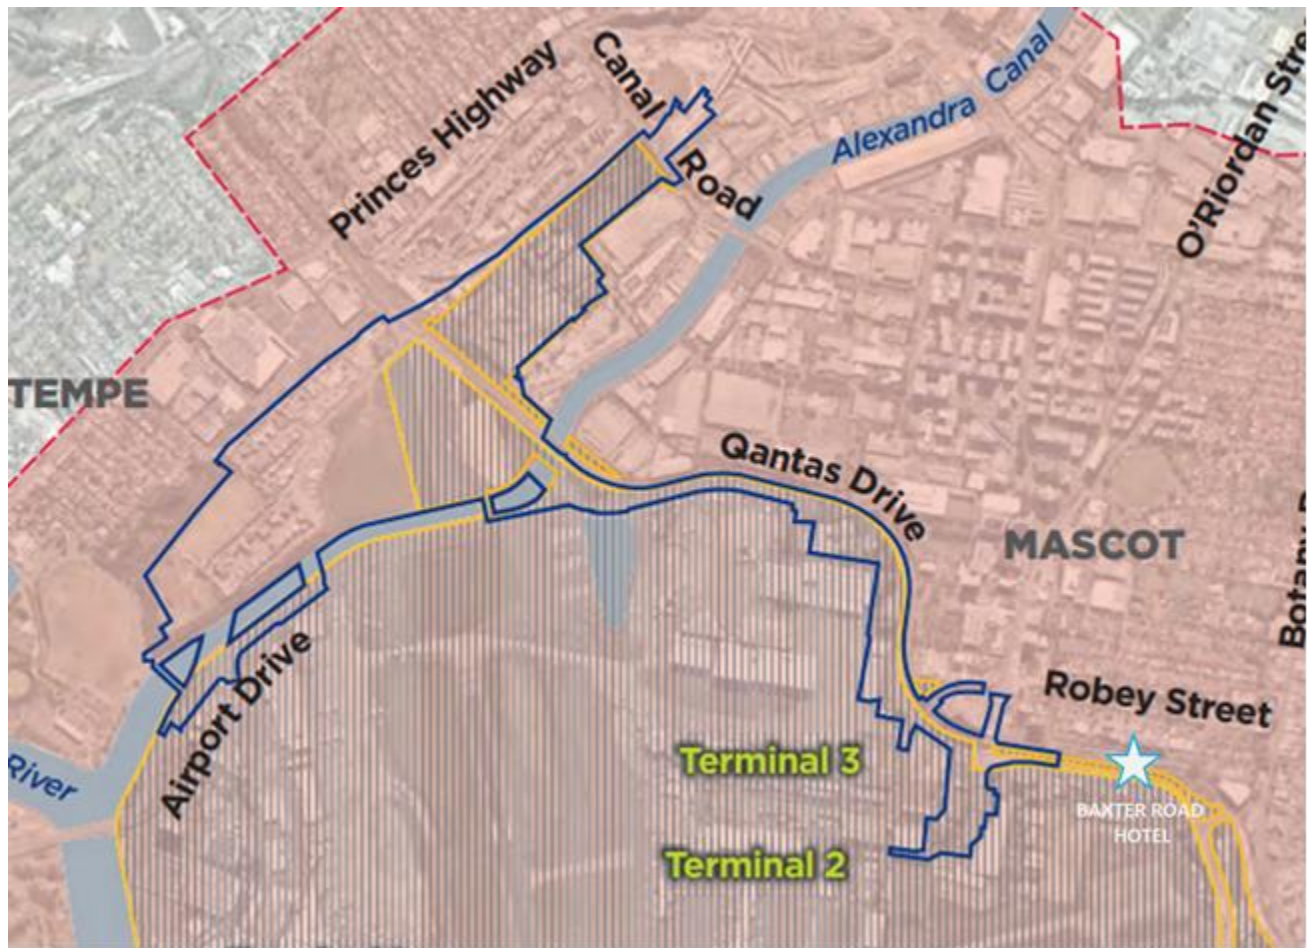 Canal
Road
Princes Highway
Alexandra Canal
O'Riordan Stre
TEMPE
Qantas Drive
MASCOT
Botany
Robey Street
Airport Drive
River
Terminal 3
BAXTER ROAD
HOTEL
Terminal 2